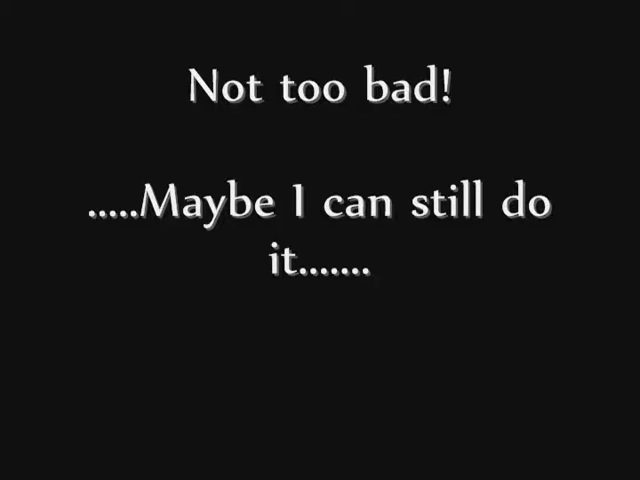 Not too bad!
.....Maybe I can still do
it.......